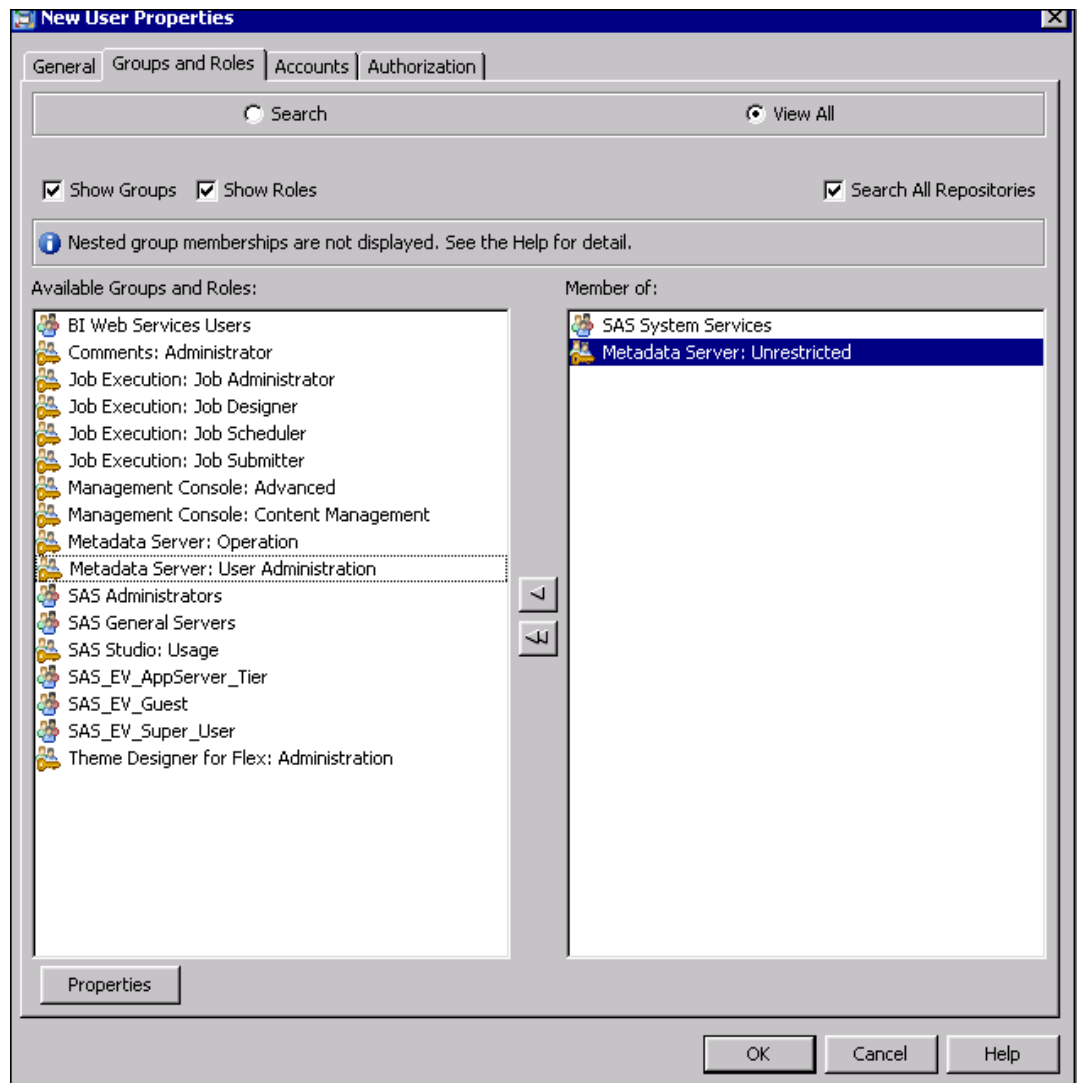 New User Properties
General Groups and Roles Accounts Authorization
Search View All
Show Groups Show Roles Search All Repositories
Nested group memberships are not displayed. See the Help for detail.
Available Groups and Roles:
BI Web Services Users
Comments: Administrator
Job Execution: Job Administrator
Job Execution: Job Designer
Job Execution: Job Scheduler
Job Execution: Job Submitter
Management Console: Advanced
Management Console: Content Management
Metadata Server: Operation
Metadata Server: User Administration
SAS Administrators
SAS General Servers
SAS Studio: Usage
SAS_EV_AppServer_Tier
SAS_EV_Guest
SAS_EV_Super_User
Theme Designer for Flex: Administration
Member of:
SAS System Services
Metadata Server: Unrestricted
Properties
OK Cancel Help